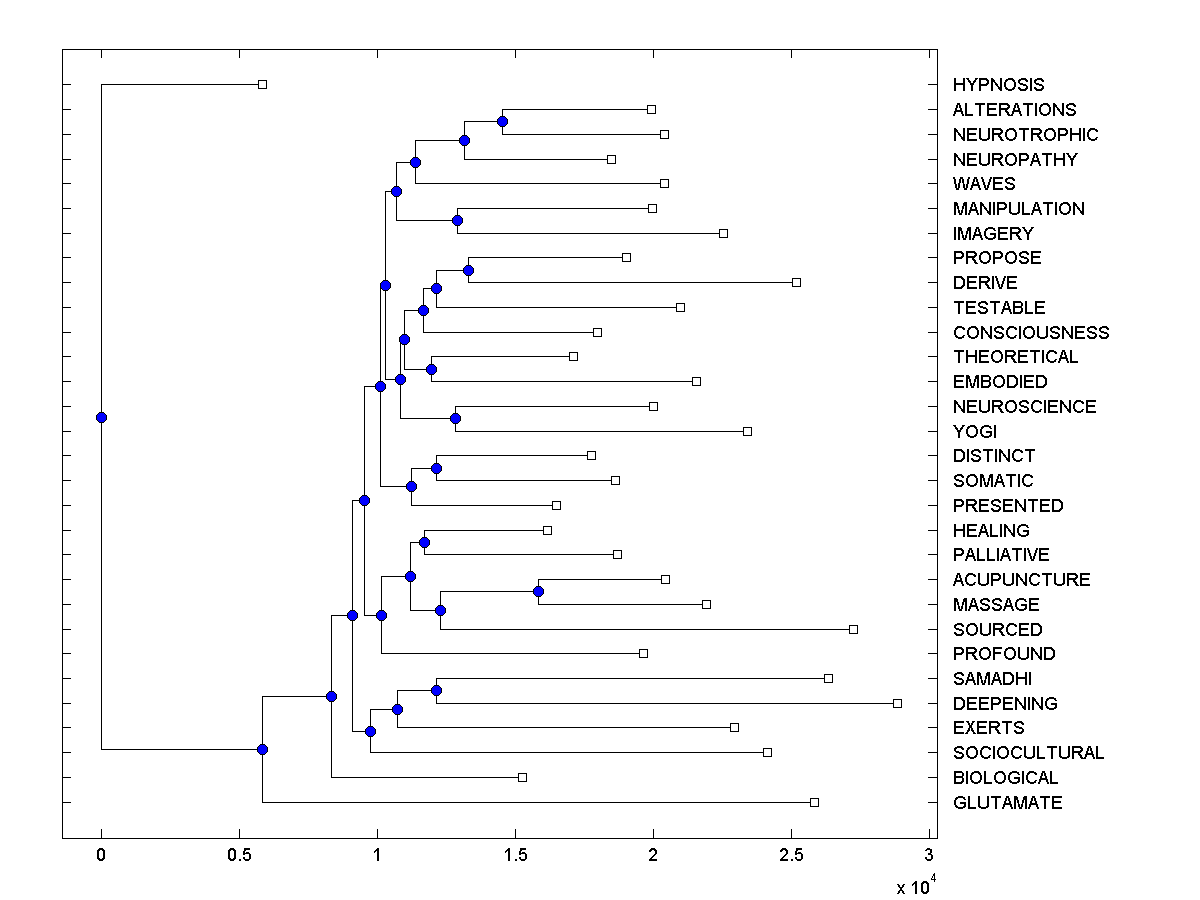 HYPNOSIS
ALTERATIONS
NEUROTROPHIC
NEUROPATHY
WAVES
MANIPULATION
IMAGERY
PROPOSE
DERIVE
TESTABLE
CONSCIOUSNESS
THEORETICAL
EMBODIED
NEUROSCIENCE
YOGI
DISTINCT
SOMATIC
PRESENTED
HEALING
PALLIATIVE
ACUPUNCTURE
MASSAGE
SOURCED
PROFOUND
SAMADHI
DEEPENING
EXERTS
SOCIOCULTURAL
BIOLOGICAL
GLUTAMATE
0 0.5 1 1.5 2 2.5 3
x 10^4